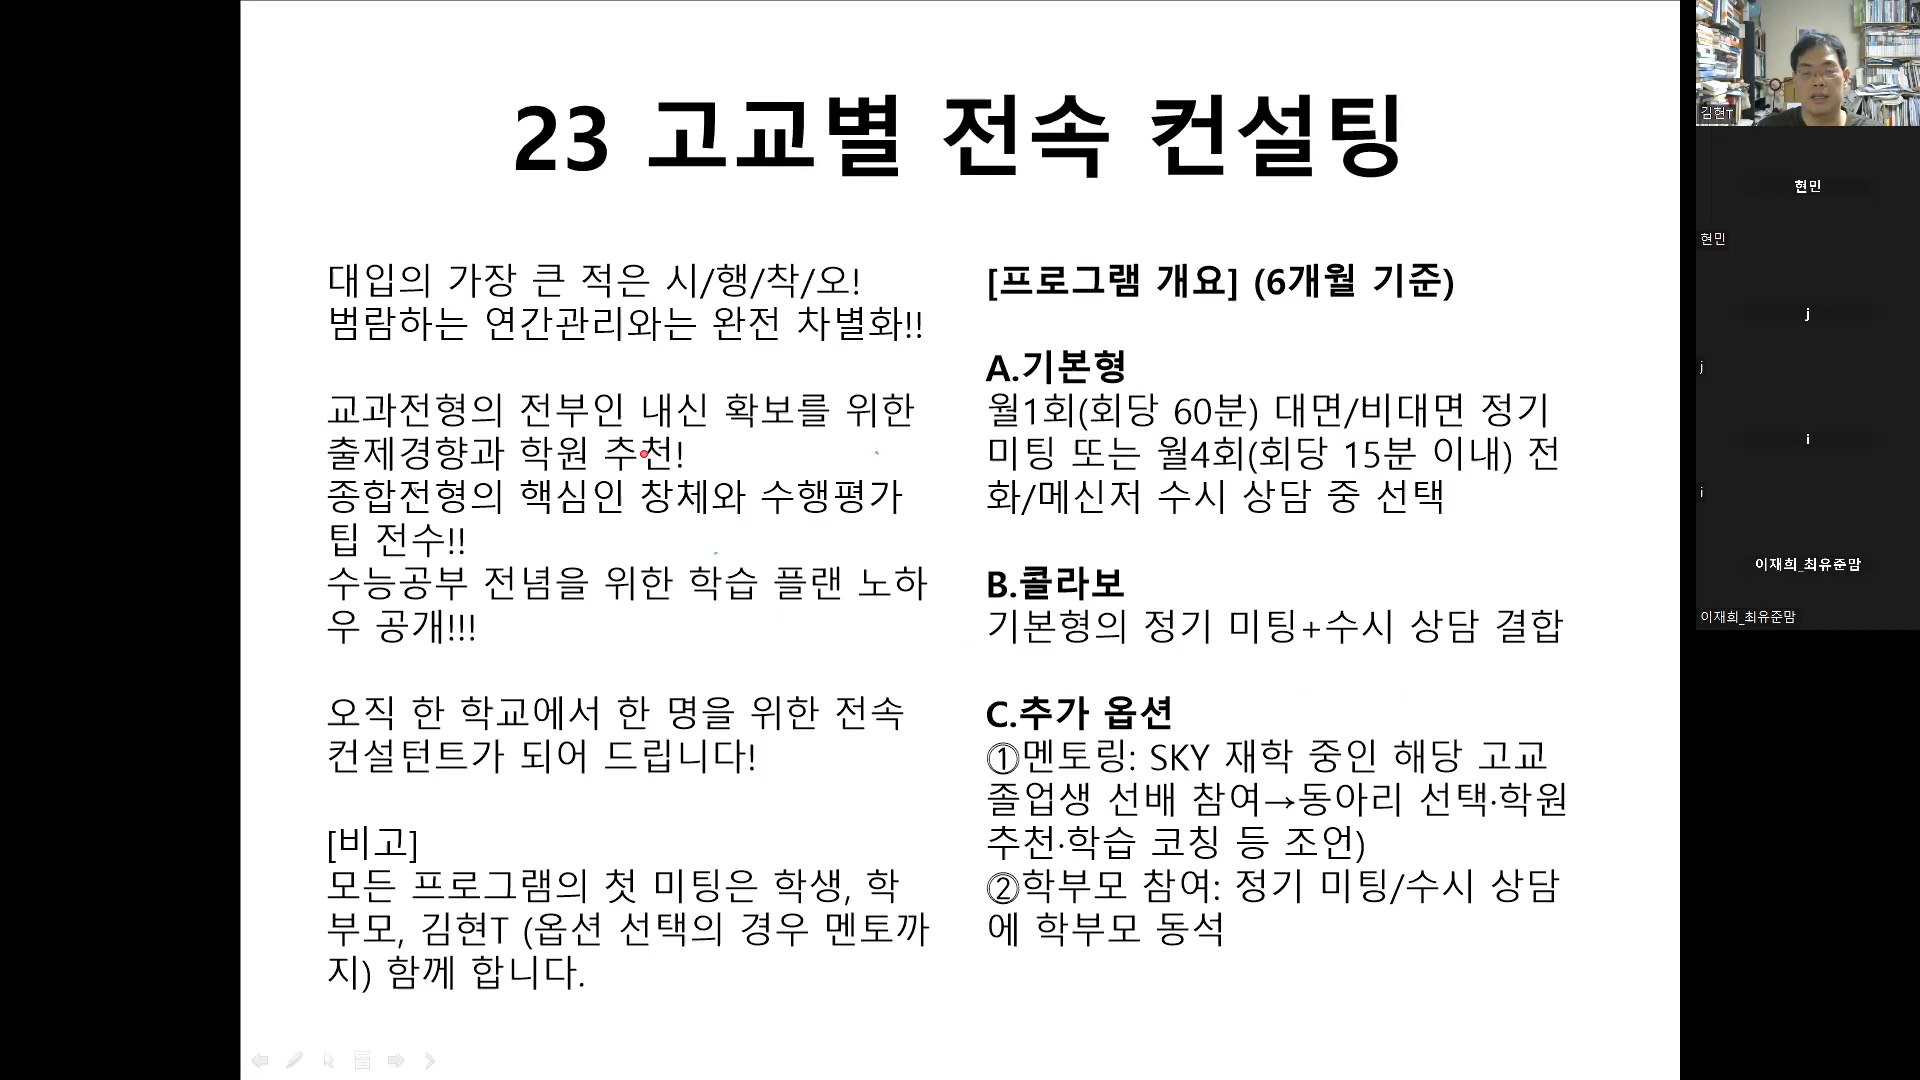 23 고교별 전속 컨설팅
대입의 가장 큰 적은 시/행/착/오!
범람하는 연간관리와는 완전 차별화!!
교과전형의 전부인 내신 확보를 위한
출제경향과 학원 추천!
종합전형의 핵심인 창체와 수행평가
팁 전수!!
수능공부 전념을 위한 학습 플랜 노하
우 공개!!!
오직 한 학교에서 한 명을 위한 전속
컨설턴트가 되어 드립니다!
[비고]
모든 프로그램의 첫 미팅은 학생, 학
부모, 김현T (옵션 선택의 경우 멘토까
지) 함께 합니다.
[프로그램 개요] (6개월 기준)
A.기본형
월1회(회당 60분) 대면/비대면 정기
미팅 또는 월4회(회당 15분 이내) 전
화/메신저 수시 상담 중 선택
B.콜라보
기본형의 정기 미팅+수시 상담 결합
C.추가 옵션
①멘토링: SKY 재학 중인 해당 고교
졸업생 선배 참여→동아리 선택·학원
추천·학습 코칭 등 조언)
②학부모 참여: 정기 미팅/수시 상담
에 학부모 동석
김현T
현민
현민
j
j
i
i
이재희_최유준맘
이재희_최유준맘